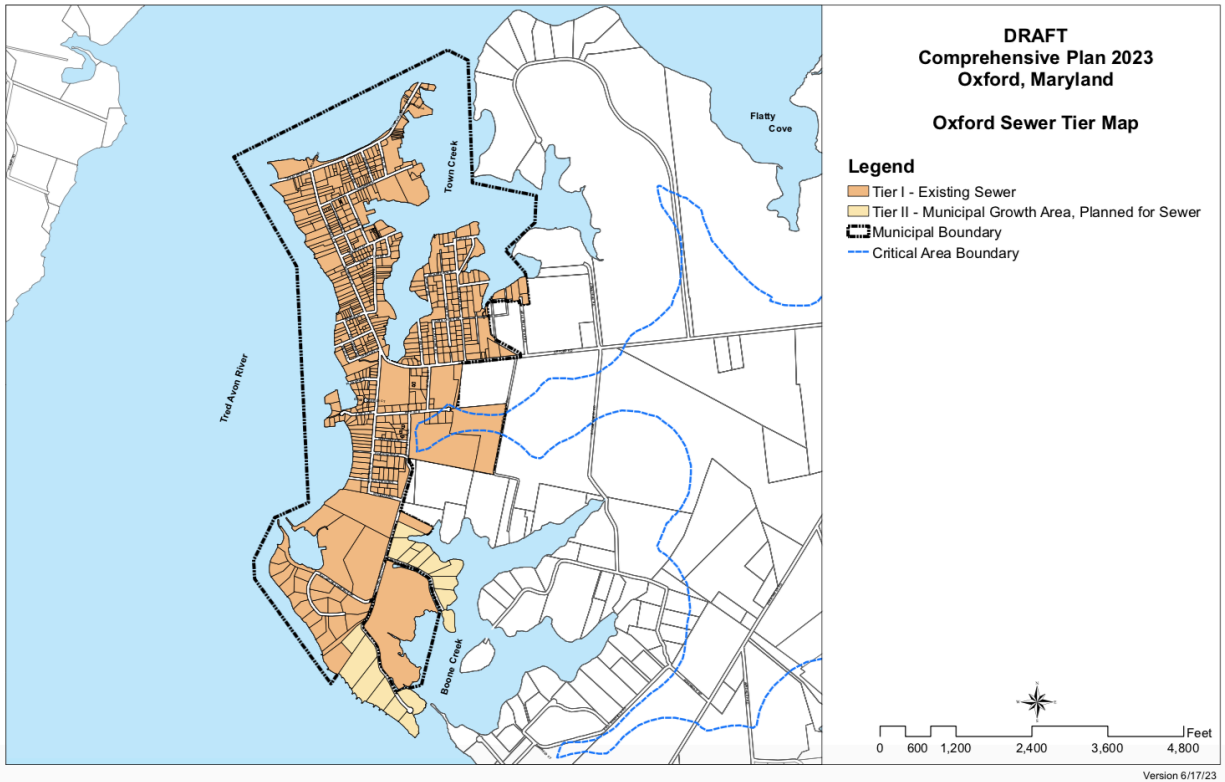 DRAFT
Comprehensive Plan 2023
Oxford, Maryland
Oxford Sewer Tier Map
Legend
Tier I - Existing Sewer
Tier II - Municipal Growth Area, Planned for Sewer
Municipal Boundary
Critical Area Boundary
Flatty
Cove
Town Creek
Tred Avon River
Boone Creek
Feet
0 600 1,200 2,400 3,600 4,800
Version 6/17/23